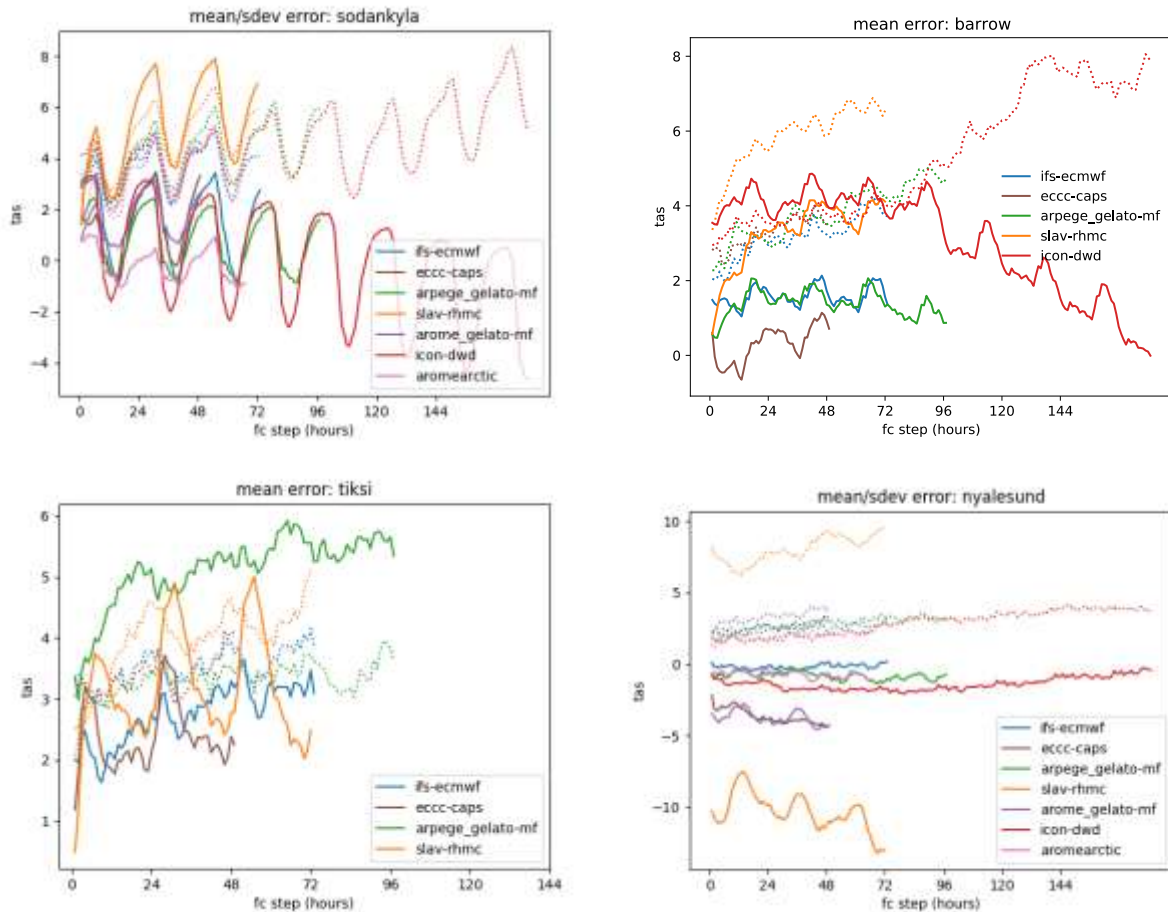 mean/sdev error: sodankyla
tas
8
6
4
2
0
−2
−4
0 24 48 72 96 120 144
fc step (hours)
ifs-ecmwf
eccc-caps
arpege_gelato-mf
slav-rhmc
arome_gelato-mf
icon-dwd
aromearctic
mean error: barrow
tas
8
6
4
2
0
0 24 48 72 96 120 144
fc step (hours)
ifs-ecmwf
eccc-caps
arpege_gelato-mf
slav-rhmc
icon-dwd
mean error: tiksi
tas
6
5
4
3
2
1
0 24 48 72 96 120 144
fc step (hours)
ifs-ecmwf
eccc-caps
arpege_gelato-mf
slav-rhmc
mean/sdev error: nyalesund
tas
10
5
0
−5
−10
0 24 48 72 96 120 144
fc step (hours)
ifs-ecmwf
eccc-caps
arpege_gelato-mf
slav-rhmc
arome_gelato-mf
icon-dwd
aromearctic